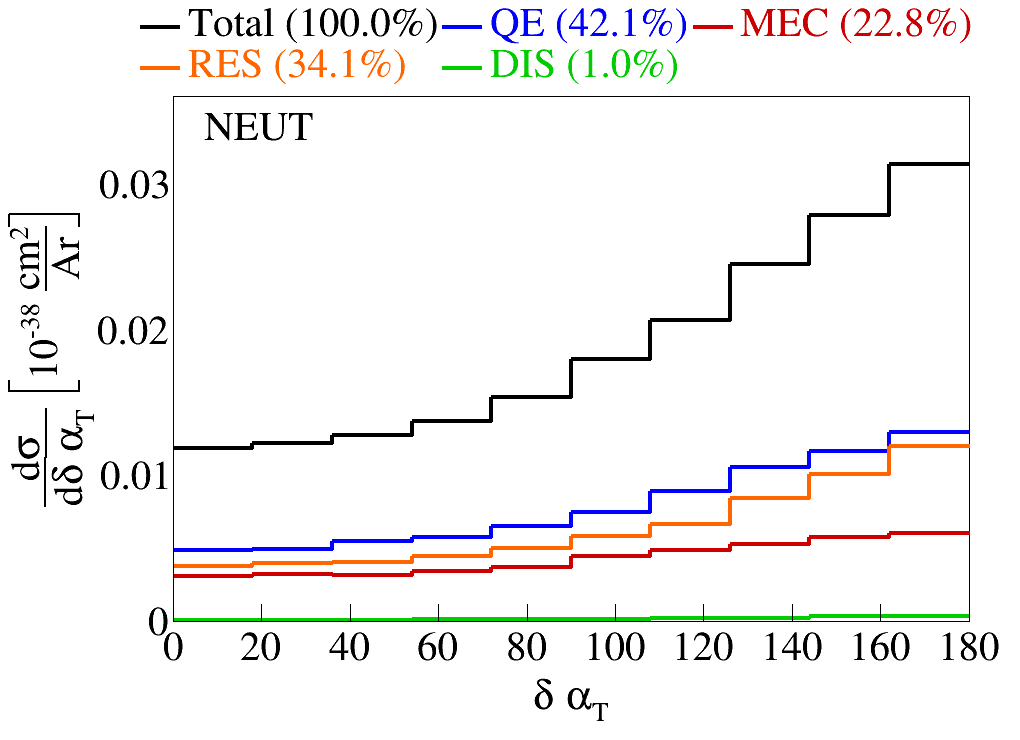 Total (100.0%) QE (42.1%) MEC (22.8%)
RES (34.1%) DIS (1.0%)
NEUT
0.03
0.02
0.01
0
0 20 40 60 80 100 120 140 160 180
δ α_T
dσ/dδ α_T [10^-38 cm^2/Ar]